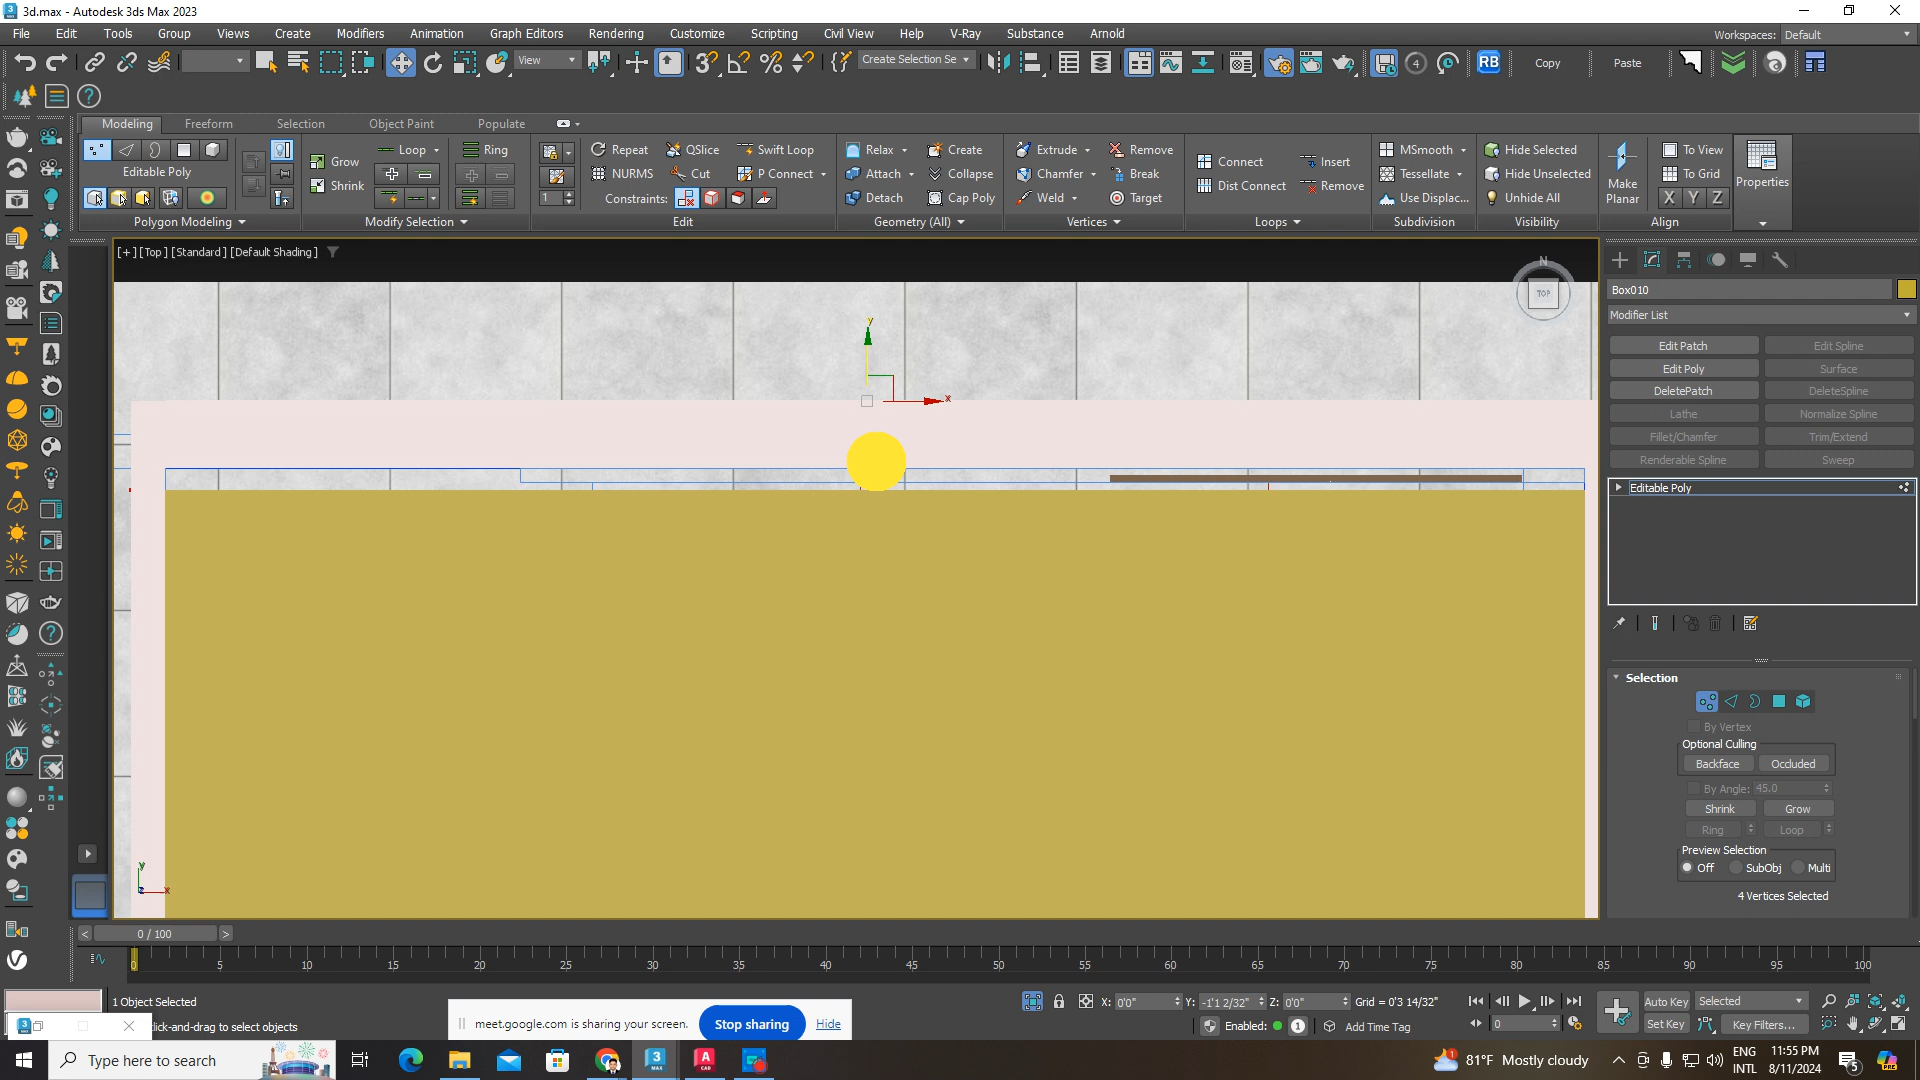 3d.max - Autodesk 3ds Max 2023
File Edit Tools Group Views Create Modifiers Animation Graph Editors Rendering Customize Scripting Civil View Help V-Ray Substance Arnold
Workspaces: Default
View
Create Selection Se
4
RB
Copy
Paste
Modeling Freeform Selection Object Paint Populate
Grow Loop Ring Repeat QSlice Swift Loop Relax Create Extrude Remove Connect Insert MSmooth Hide Selected To View
Editable Poly Shrink NURMS Cut P Connect Attach Collapse Chamfer Break Dist Connect Remove Tessellate Hide Unselected Make Planar To Grid Properties
1 Constraints: Detach Cap Poly Weld Target Use Displac... Unhide All X Y Z
Polygon Modeling Modify Selection Edit Geometry (All) Vertices Loops Subdivision Visibility Align
[+] [Top] [Standard] [Default Shading]
N
TOP
y
x
y
z
x
Box010
Modifier List
Edit Patch Edit Spline
Edit Poly Surface
DeletePatch DeleteSpline
Lathe Normalize Spline
Fillet/Chamfer Trim/Extend
Renderable Spline Sweep
Editable Poly
Selection
By Vertex
Optional Culling
Backface Occluded
By Angle: 45.0
Shrink Grow
Ring Loop
Preview Selection
Off SubObj Multi
4 Vertices Selected
< 0 / 100 >
0 5 10 15 20 25 30 35 40 45 50 55 60 65 70 75 80 85 90 95 100
1 Object Selected
click-and-drag to select objects
meet.google.com is sharing your screen. Stop sharing Hide
X: 0'0" Y: -1'1 2/32" Z: 0'0" Grid = 0'3 14/32"
Enabled: 1 Add Time Tag
0
Auto Key Selected
Set Key Key Filters...
Type here to search
81°F Mostly cloudy
ENG
INTL
11:55 PM
8/11/2024
5